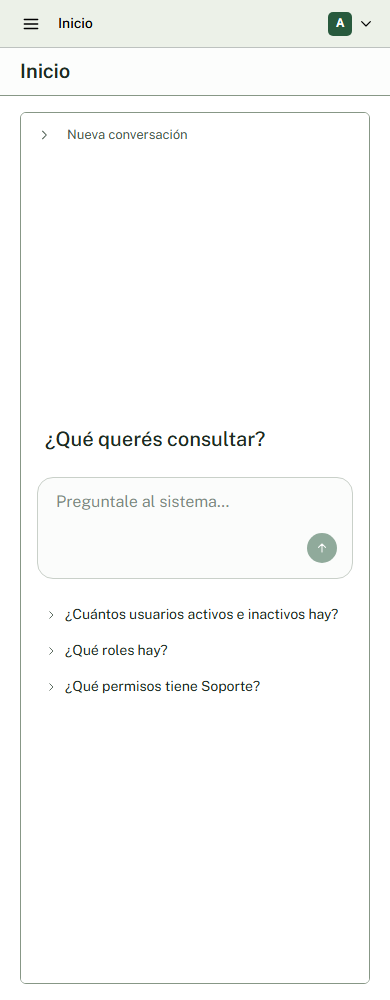 Inicio
A
Inicio
Nueva conversación
¿Qué querés consultar?
Preguntale al sistema...
¿Cuántos usuarios activos e inactivos hay?
¿Qué roles hay?
¿Qué permisos tiene Soporte?